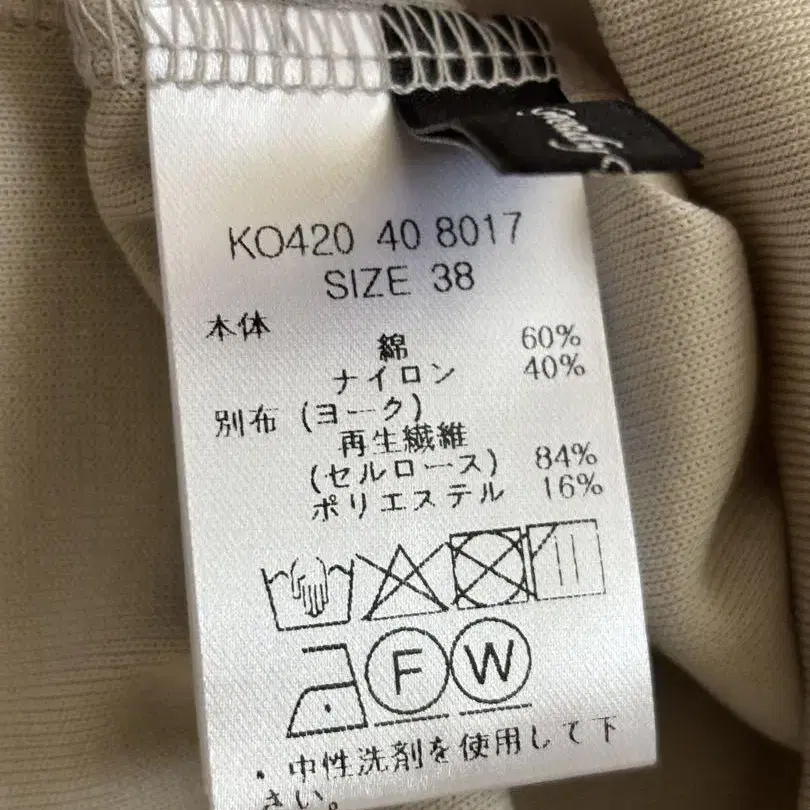 KO420 40 8017
SIZE 38
本体
綿 60%
ナイロン 40%
別布 (ヨーク)
再生繊維
(セルロース) 84%
ポリエステル 16%
F W
・中性洗剤を使用して下
さい。